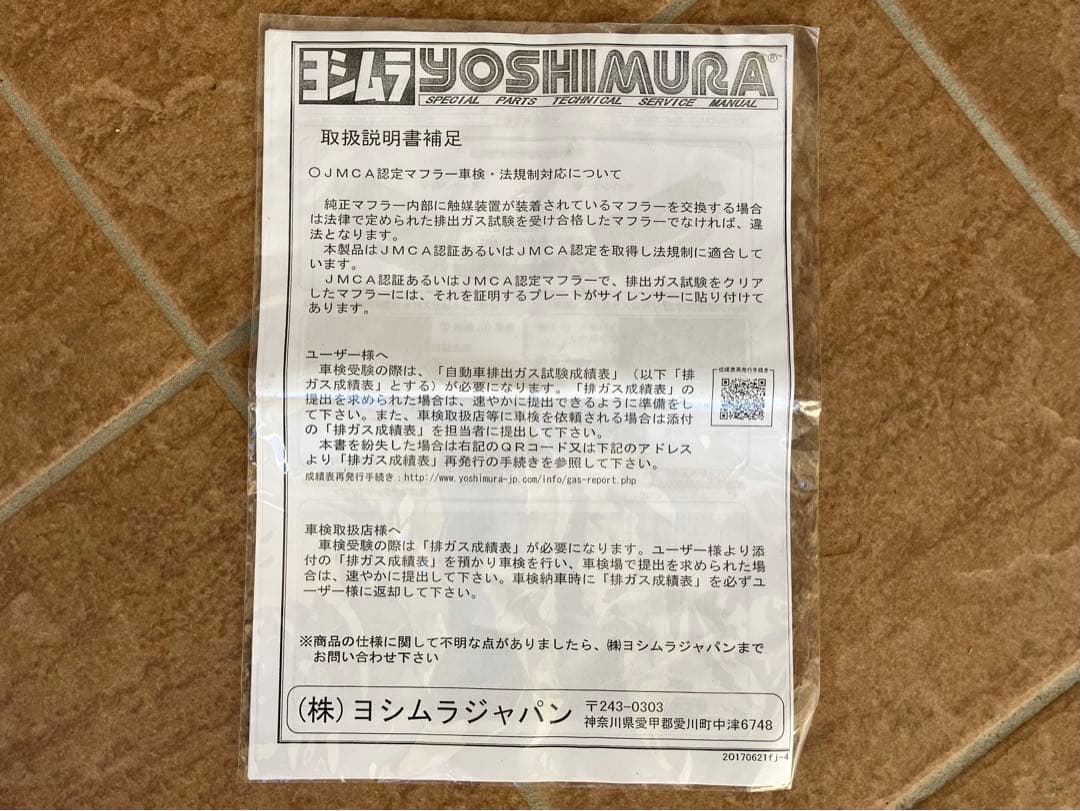 ヨシムラ YOSHIMURA®
SPECIAL PARTS TECHNICAL SERVICE MANUAL
取扱説明書補足
○JMCA認定マフラー車検・法規制対応について
純正マフラー内部に触媒装置が装着されているマフラーを交換する場合
は法律で定められた排出ガス試験を受け合格したマフラーでなければ、違
法となります。
本製品はJMCA認証あるいはJMCA認定を取得し法規制に適合して
います。
JMCA認証あるいはJMCA認定マフラーで、排出ガス試験をクリア
したマフラーには、それを証明するプレートがサイレンサーに貼り付けて
あります。
ユーザー様へ
車検受験の際は、「自動車排出ガス試験成績表」（以下「排
ガス成績表」とする）が必要になります。「排ガス成績表」の
提出を求められた場合は、速やかに提出できるように準備をし
て下さい。また、車検取扱店等に車検を依頼される場合は添付
の「排ガス成績表」を担当者に提出して下さい。
本書を紛失した場合は右記のQRコード又は下記のアドレス
より「排ガス成績表」再発行の手続きを参照して下さい。
成績表再発行手続き：http://www.yoshimura-jp.com/info/gas-report.php
成績表再発行手続き
車検取扱店様へ
車検受験の際は「排ガス成績表」が必要になります。ユーザー様より添
付の「排ガス成績表」を預かり車検を行い、車検場で提出を求められた場
合は、速やかに提出して下さい。車検納車時に「排ガス成績表」を必ずユ
ーザー様に返却して下さい。
※商品の仕様に関して不明な点がありましたら、㈱ヨシムラジャパンまで
お問い合わせ下さい
（株）ヨシムラジャパン
〒243-0303
神奈川県愛甲郡愛川町中津6748
20170621fj-4